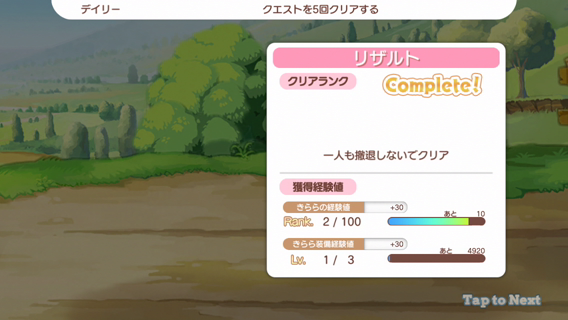 デイリー クエストを5回クリアする
リザルト
クリアランク Complete!
一人も撤退しないでクリア
獲得経験値
きららの経験値 +30
Rank. 2 / 100 あと 10
きらら装備経験値 +30
Lv. 1 / 3 あと 4920
Tap to Next